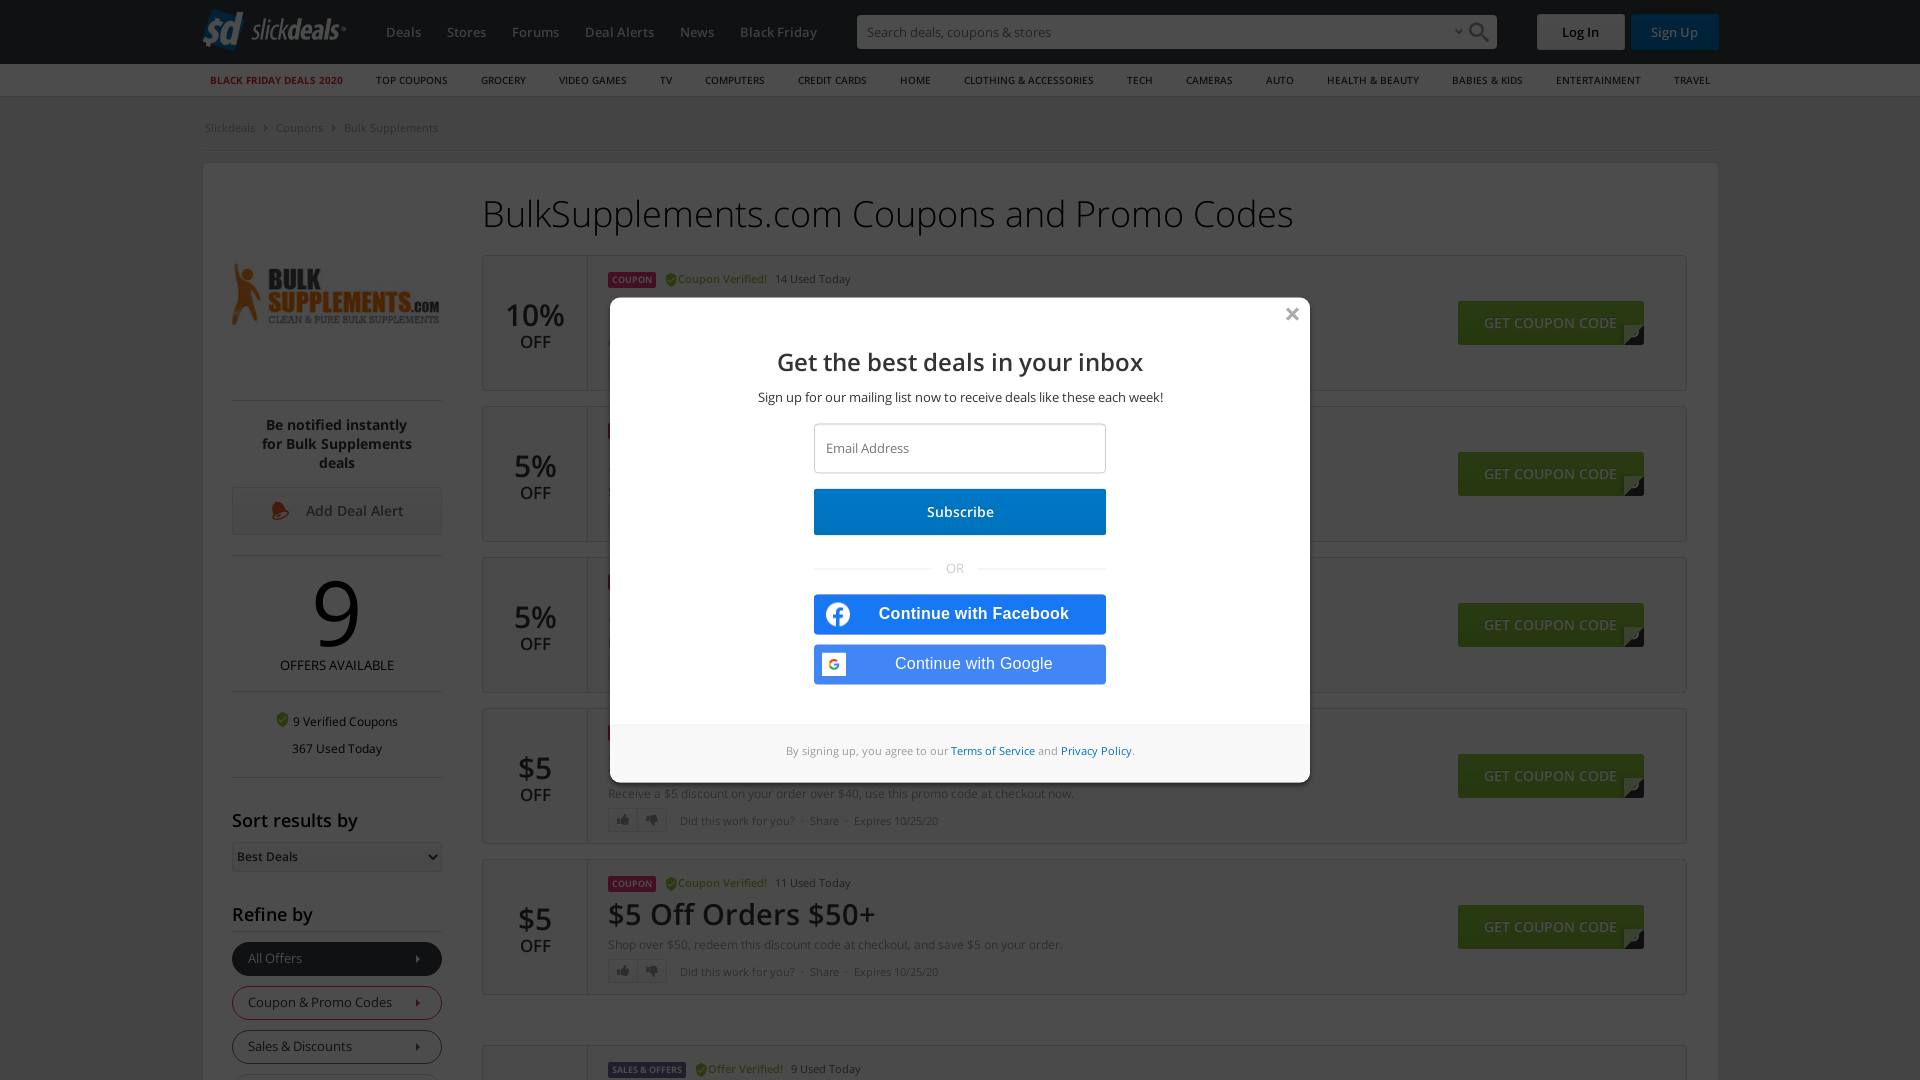 sd slickdeals
Deals
Stores
Forums
Deal Alerts
News
Black Friday
Search deals, coupons & stores
Log In
Sign Up
BLACK FRIDAY DEALS 2020
TOP COUPONS
GROCERY
VIDEO GAMES
TV
COMPUTERS
CREDIT CARDS
HOME
CLOTHING & ACCESSORIES
TECH
CAMERAS
AUTO
HEALTH & BEAUTY
BABIES & KIDS
ENTERTAINMENT
TRAVEL
Slickdeals
Coupons
Bulk Supplements
BulkSupplements.com Coupons and Promo Codes
BULK
SUPPLEMENTS.COM
CLEAN & PURE BULK SUPPLEMENTS
Be notified instantly
for Bulk Supplements
deals
Add Deal Alert
9
OFFERS AVAILABLE
9 Verified Coupons
367 Used Today
Sort results by
Best Deals
Refine by
All Offers
Coupon & Promo Codes
Sales & Discounts
10%
OFF
COUPON
Coupon Verified!
14 Used Today
GET COUPON CODE
5%
OFF
GET COUPON CODE
5%
OFF
GET COUPON CODE
$5
OFF
Receive a $5 discount on your order over $40, use this promo code at checkout now.
Did this work for you? · Share · Expires 10/25/20
GET COUPON CODE
$5
OFF
COUPON
Coupon Verified!
11 Used Today
$5 Off Orders $50+
Shop over $50, redeem this discount code at checkout, and save $5 on your order.
Did this work for you? · Share · Expires 10/25/20
GET COUPON CODE
SALES & OFFERS
Offer Verified!
9 Used Today
Get the best deals in your inbox
Sign up for our mailing list now to receive deals like these each week!
Email Address
Subscribe
OR
Continue with Facebook
Continue with Google
By signing up, you agree to our Terms of Service and Privacy Policy.